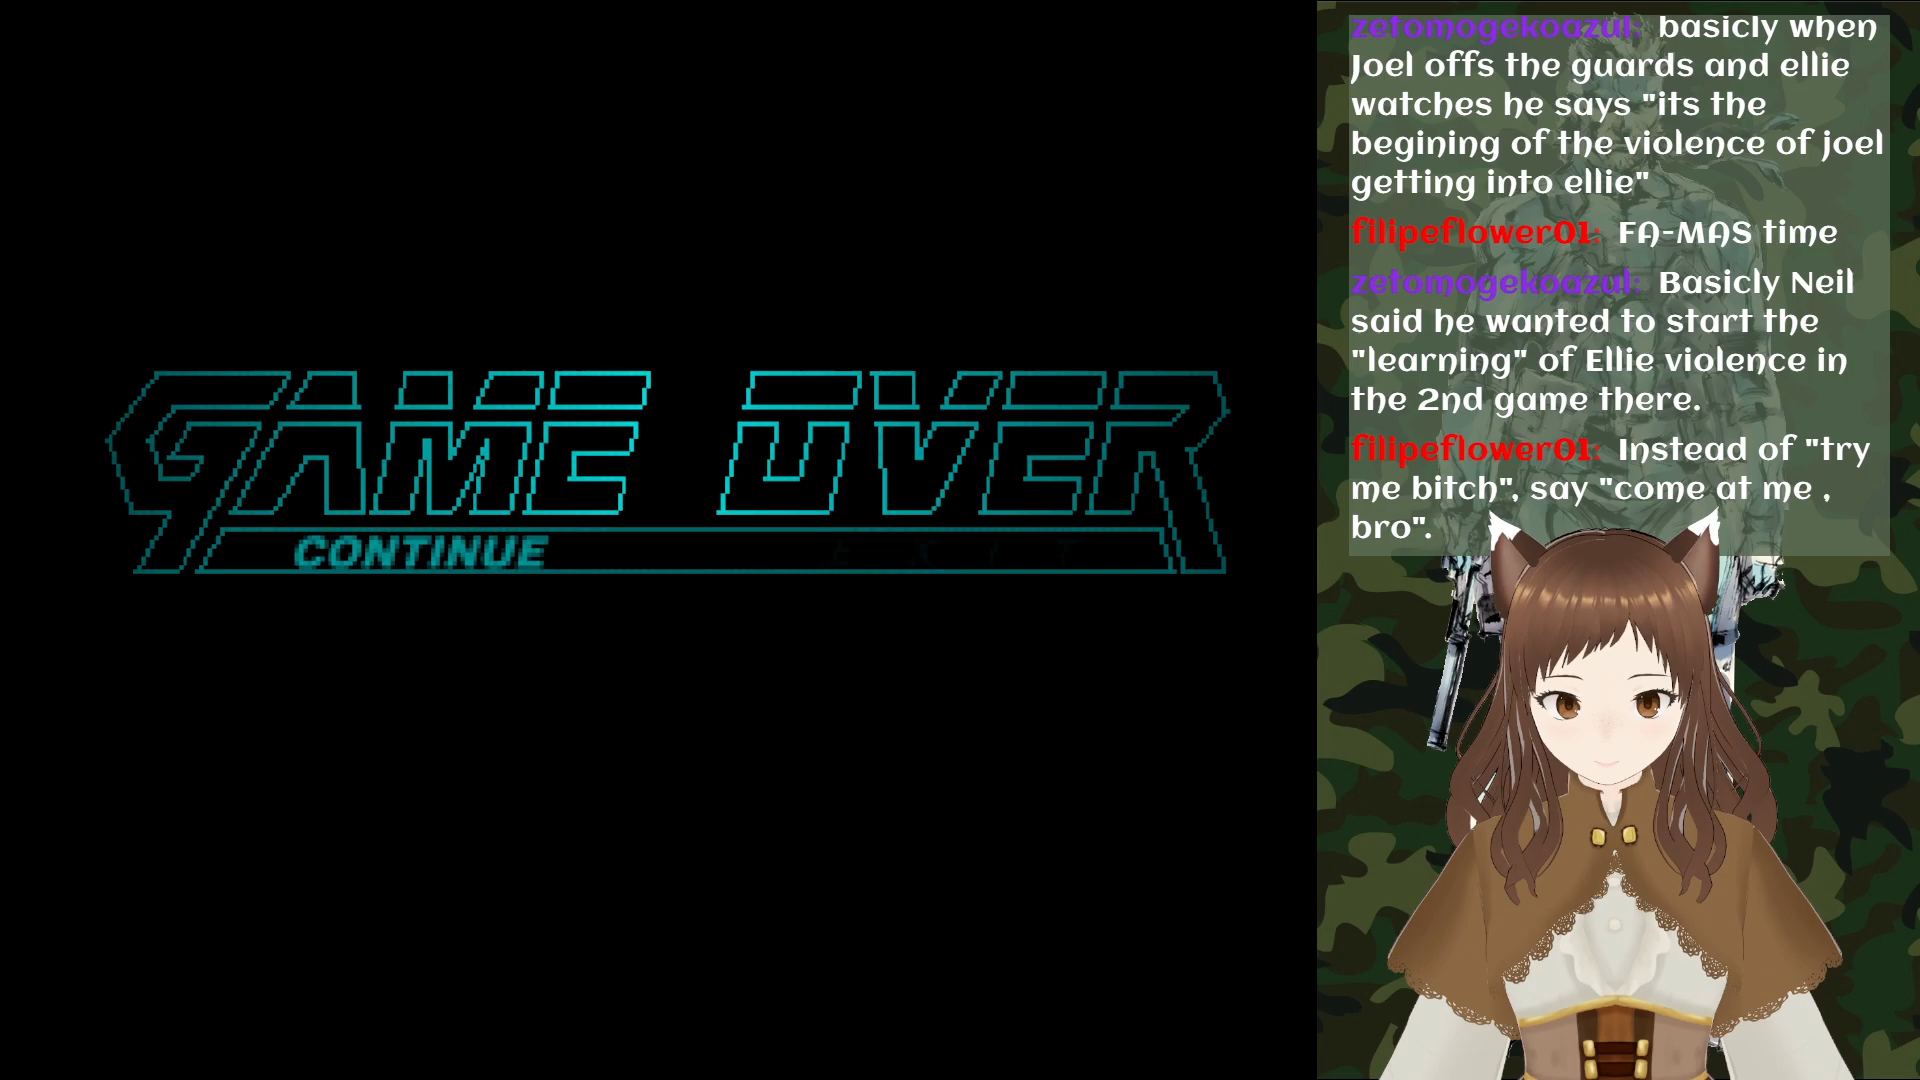 GAME OVER
CONTINUE
EXIT
zetomogekoazul: basicly when
Joel offs the guards and ellie
watches he says "its the
begining of the violence of joel
getting into ellie"
filipeflower01: FA-MAS time
zetomogekoazul: Basicly Neil
said he wanted to start the
"learning" of Ellie violence in
the 2nd game there.
filipeflower01: Instead of "try
me bitch", say "come at me ,
bro".